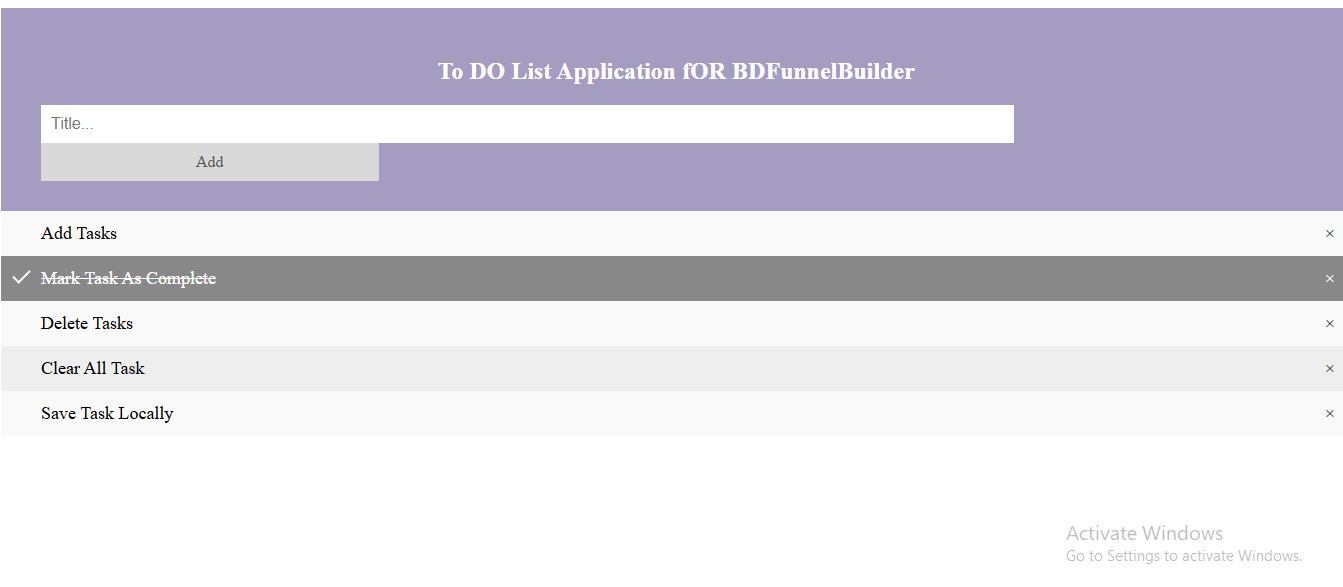 To DO List Application fOR BDFunnelBuilder
Title...
Add
Add Tasks ×
Mark Task As Complete ×
Delete Tasks ×
Clear All Task ×
Save Task Locally ×
Activate Windows
Go to Settings to activate Windows.